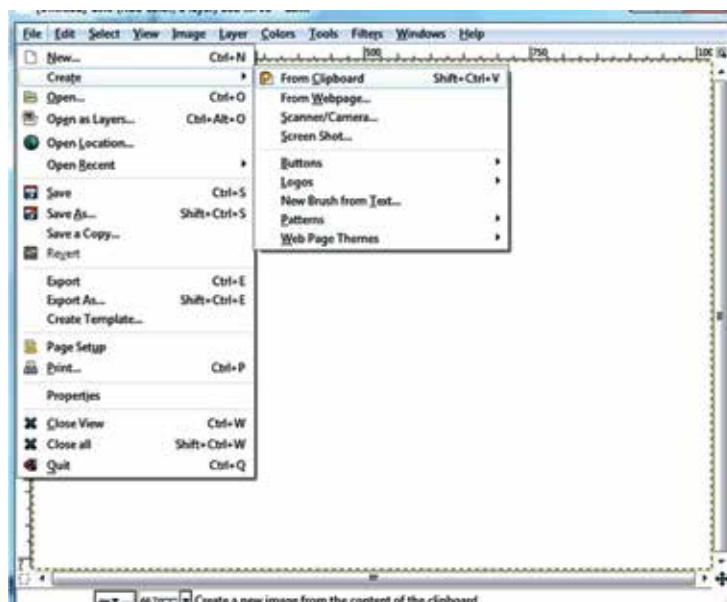 File Edit Select View Image Layer Colors Tools Filters Windows Help
New... Ctrl+N
Create
Open... Ctrl+O
Open as Layers... Ctrl+Alt+O
Open Location...
Open Recent
Save Ctrl+S
Save As... Shift+Ctrl+S
Save a Copy...
Revert
Export Ctrl+E
Export As... Shift+Ctrl+E
Create Template...
Page Setup
Print... Ctrl+P
Properties
Close View Ctrl+W
Close all Shift+Ctrl+W
Quit Ctrl+Q
From Clipboard Shift+Ctrl+V
From Webpage...
Scanner/Camera...
Screen Shot...
Buttons
Logos
New Brush from Text...
Patterns
Web Page Themes
500 750
Create a new image from the content of the clipboard